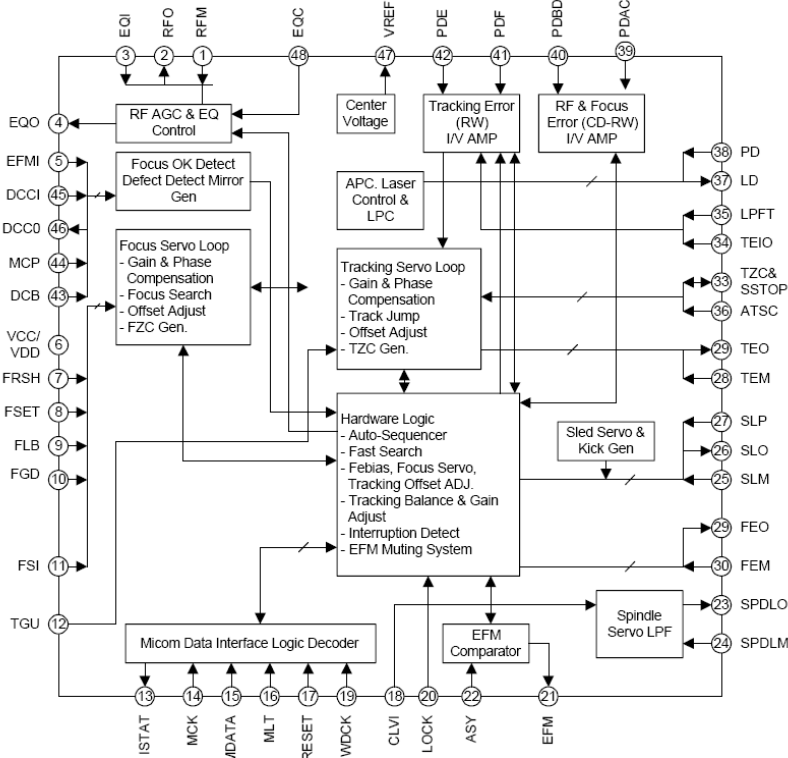 EQI
RFO
RFM
EQC
VREF
PDE
PDF
PDBD
PDAC
3
2
1
48
47
42
41
40
39
EQO 4
EFMI 5
DCCI 45
DCC0 46
MCP 44
DCB 43
VCC/
VDD 6
FRSH 7
FSET 8
FLB 9
FGD 10
FSI 11
TGU 12
RF AGC & EQ
Control
Center
Voltage
Tracking Error
(RW)
I/V AMP
RF & Focus
Error (CD-RW)
I/V AMP
Focus OK Detect
Defect Detect Mirror
Gen
APC. Laser
Control &
LPC
Focus Servo Loop
- Gain & Phase
Compensation
- Focus Search
- Offset Adjust
- FZC Gen.
Tracking Servo Loop
- Gain & Phase
Compensation
- Track Jump
- Offset Adjust
- TZC Gen.
Hardware Logic
- Auto-Sequencer
- Fast Search
- Febias, Focus Servo,
Tracking Offset ADJ.
- Tracking Balance & Gain
Adjust
- Interruption Detect
- EFM Muting System
Sled Servo &
Kick Gen
Micom Data Interface Logic Decoder
EFM
Comparator
Spindle
Servo LPF
38 PD
37 LD
35 LPFT
34 TEIO
33 TZC&
SSTOP
36 ATSC
29 TEO
28 TEM
27 SLP
26 SLO
25 SLM
29 FEO
30 FEM
23 SPDLO
24 SPDLM
13
14
15
16
17
19
18
20
22
21
ISTAT
MCK
MDATA
MLT
RESET
WDCK
CLVI
LOCK
ASY
EFM